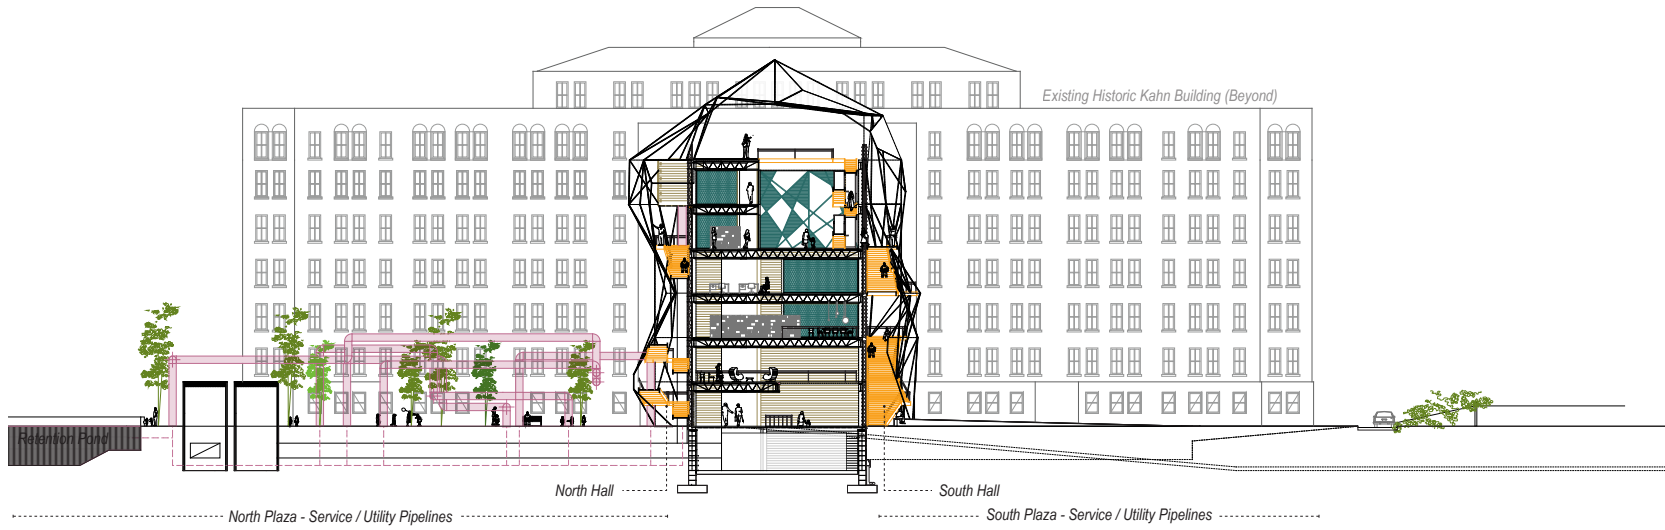 Existing Historic Kahn Building (Beyond)
Retention Pond
North Hall
South Hall
North Plaza - Service / Utility Pipelines
South Plaza - Service / Utility Pipelines